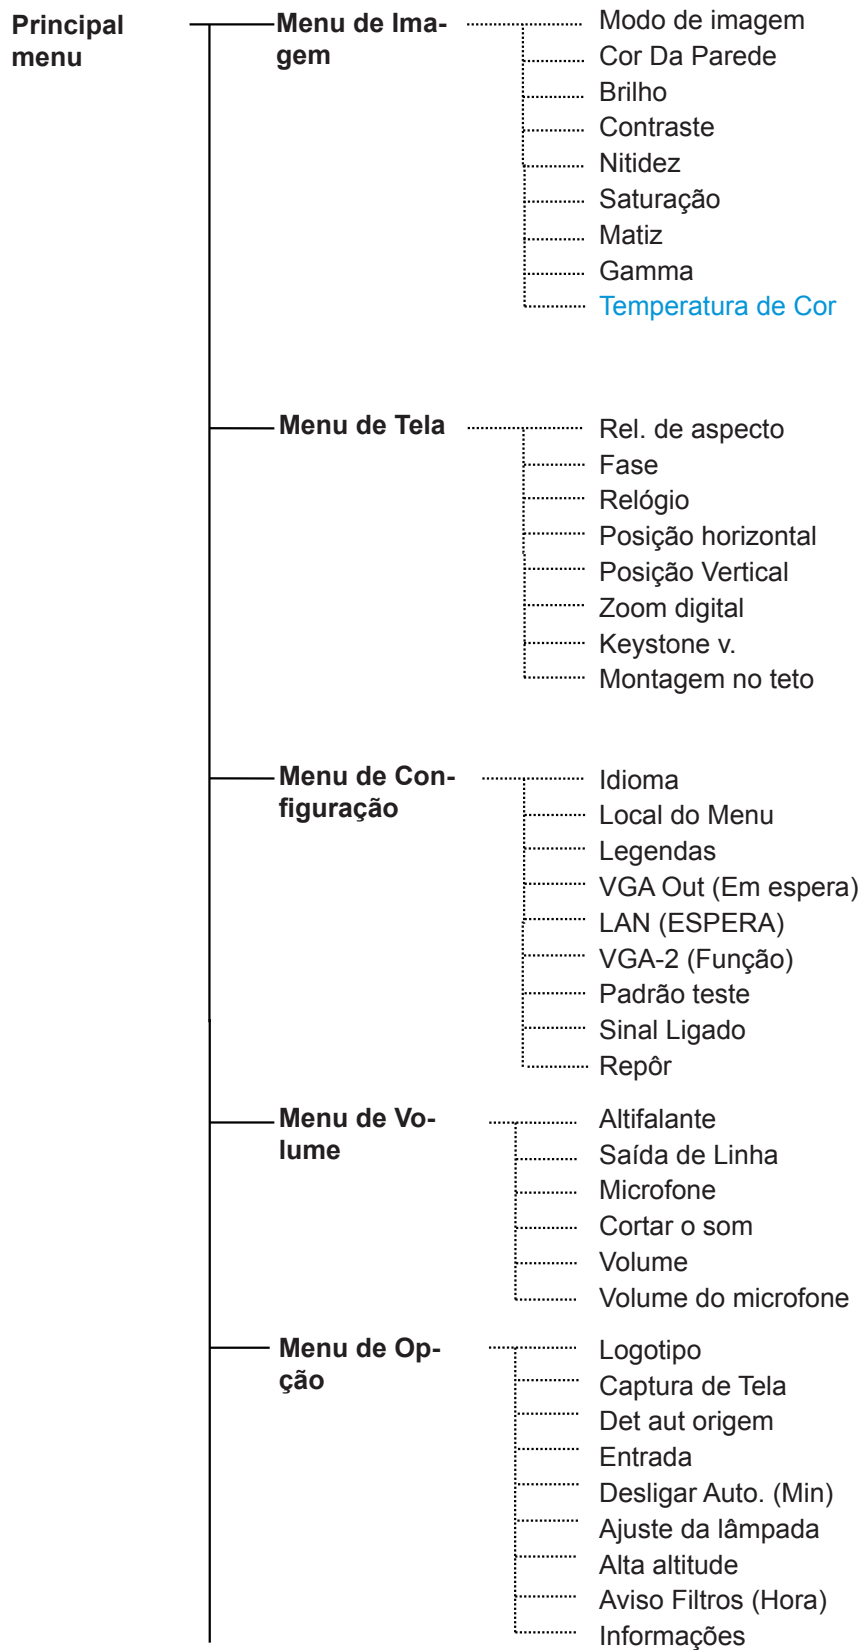 Principal
menu
Menu de Ima-
gem
Modo de imagem
Cor Da Parede
Brilho
Contraste
Nitidez
Saturação
Matiz
Gamma
Temperatura de Cor
Menu de Tela
Rel. de aspecto
Fase
Relógio
Posição horizontal
Posição Vertical
Zoom digital
Keystone v.
Montagem no teto
Menu de Con-
figuração
Idioma
Local do Menu
Legendas
VGA Out (Em espera)
LAN (ESPERA)
VGA-2 (Função)
Padrão teste
Sinal Ligado
Repôr
Menu de Vo-
lume
Altifalante
Saída de Linha
Microfone
Cortar o som
Volume
Volume do microfone
Menu de Op-
ção
Logotipo
Captura de Tela
Det aut origem
Entrada
Desligar Auto. (Min)
Ajuste da lâmpada
Alta altitude
Aviso Filtros (Hora)
Informações